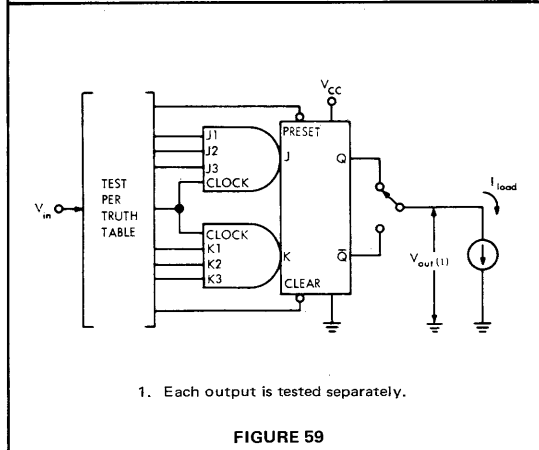 V_CC
PRESET
J1
J2
J3
CLOCK
J
Q
I_load
TEST
PER
TRUTH
TABLE
V_in
CLOCK
K1
K2
K3
K
Q̄
CLEAR
V_out(1)
1. Each output is tested separately.
FIGURE 59